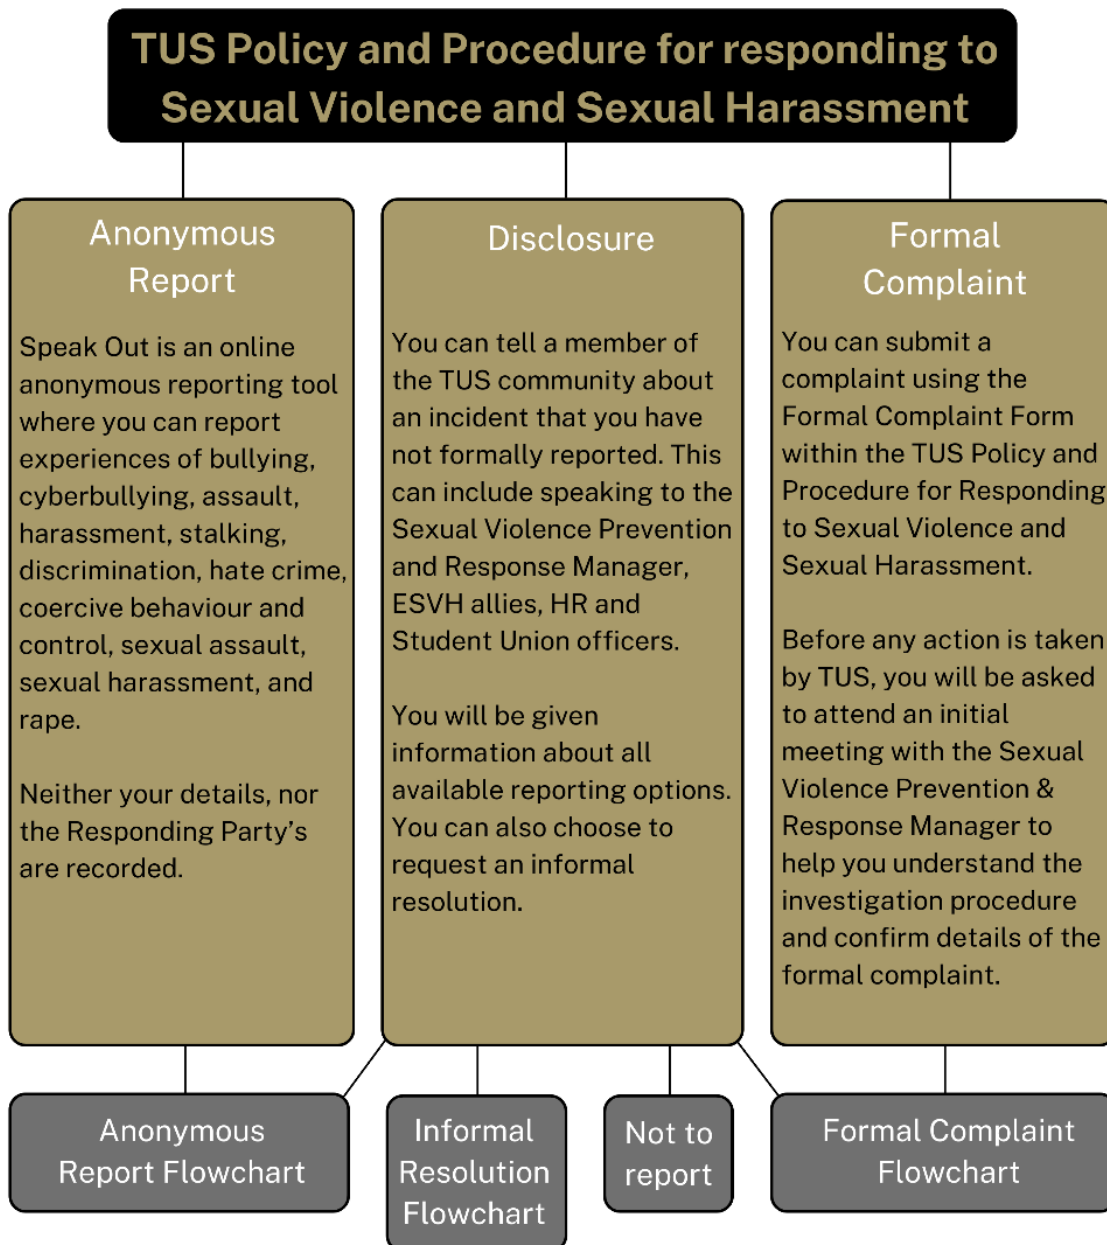 TUS Policy and Procedure for responding to
Sexual Violence and Sexual Harassment
Anonymous
Report
Speak Out is an online
anonymous reporting tool
where you can report
experiences of bullying,
cyberbullying, assault,
harassment, stalking,
discrimination, hate crime,
coercive behaviour and
control, sexual assault,
sexual harassment, and
rape.
Neither your details, nor
the Responding Party's
are recorded.
Disclosure
You can tell a member of
the TUS community about
an incident that you have
not formally reported. This
can include speaking to the
Sexual Violence Prevention
and Response Manager,
ESVH allies, HR and
Student Union officers.
You will be given
information about all
available reporting options.
You can also choose to
request an informal
resolution.
Formal
Complaint
You can submit a
complaint using the
Formal Complaint Form
within the TUS Policy and
Procedure for Responding
to Sexual Violence and
Sexual Harassment.
Before any action is taken
by TUS, you will be asked
to attend an initial
meeting with the Sexual
Violence Prevention &
Response Manager to
help you understand the
investigation procedure
and confirm details of the
formal complaint.
Anonymous
Report Flowchart
Informal
Resolution
Flowchart
Not to
report
Formal Complaint
Flowchart